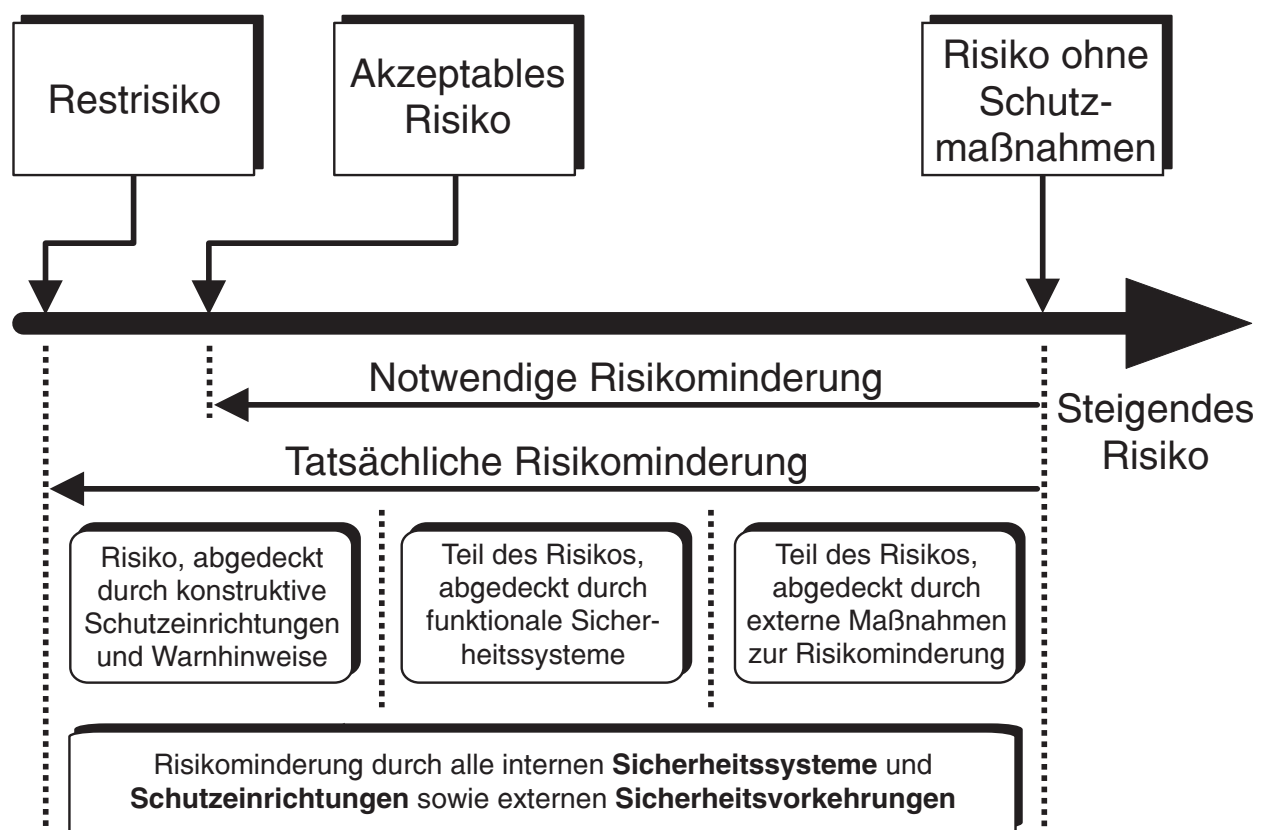 Restrisiko
Akzeptables
Risiko
Risiko ohne
Schutz-
maßnahmen
Notwendige Risikominderung
Steigendes
Risiko
Tatsächliche Risikominderung
Risiko, abgedeckt
durch konstruktive
Schutzeinrichtungen
und Warnhinweise
Teil des Risikos,
abgedeckt durch
funktionale Sicher-
heitssysteme
Teil des Risikos,
abgedeckt durch
externe Maßnahmen
zur Risikominderung
Risikominderung durch alle internen Sicherheitssysteme und
Schutzeinrichtungen sowie externen Sicherheitsvorkehrungen